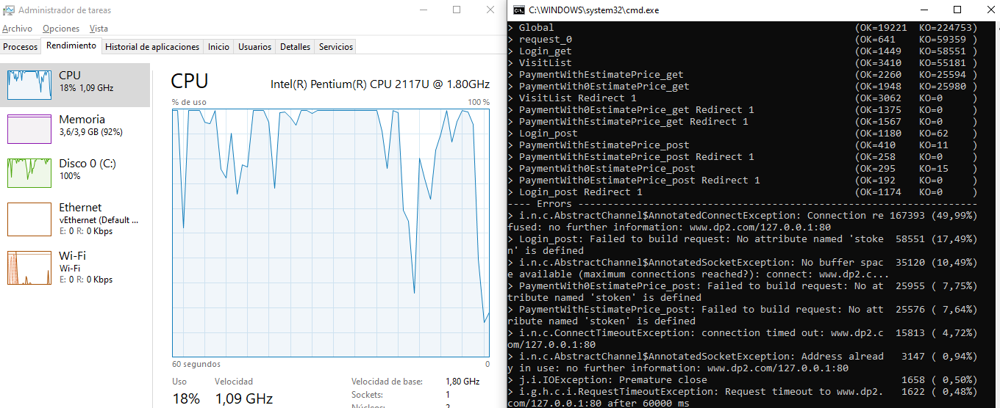 Administrador de tareas
Archivo Opciones Vista
Procesos Rendimiento Historial de aplicaciones Inicio Usuarios Detalles Servicios
CPU
18% 1,09 GHz
Memoria
3,6/3,9 GB (92%)
Disco 0 (C:)
100%
Ethernet
vEthernet (Default ...
E: 0 R: 0 Kbps
Wi-Fi
Wi-Fi
E: 0 R: 0 Kbps
CPU
Intel(R) Pentium(R) CPU 2117U @ 1.80GHz
% de uso 100 %
60 segundos 0
Uso Velocidad
18% 1,09 GHz
Velocidad de base: 1,80 GHz
Sockets: 1
Núcleos: 2
C:\WINDOWS\system32\cmd.exe
> Global (OK=19221 KO=224753)
> request_0 (OK=641 KO=59359 )
> Login_get (OK=1449 KO=58551 )
> VisitList (OK=3410 KO=55181 )
> PaymentWithEstimatePrice_get (OK=2260 KO=25594 )
> PaymentWith0EstimatePrice_get (OK=1948 KO=25980 )
> VisitList Redirect 1 (OK=3062 KO=0 )
> PaymentWith0EstimatePrice_get Redirect 1 (OK=1375 KO=0 )
> PaymentWithEstimatePrice_get Redirect 1 (OK=1567 KO=0 )
> Login_post (OK=1180 KO=62 )
> PaymentWithEstimatePrice_post (OK=410 KO=11 )
> PaymentWithEstimatePrice_post Redirect 1 (OK=258 KO=0 )
> PaymentWith0EstimatePrice_post (OK=295 KO=15 )
> PaymentWith0EstimatePrice_post Redirect 1 (OK=192 KO=0 )
> Login_post Redirect 1 (OK=1174 KO=0 )
---- Errors --------------------------------------------------------------------
> i.n.c.AbstractChannel$AnnotatedConnectException: Connection re 167393 (49,99%)
fused: no further information: www.dp2.com/127.0.0.1:80
> Login_post: Failed to build request: No attribute named 'stoke 58551 (17,49%)
n' is defined
> i.n.c.AbstractChannel$AnnotatedSocketException: No buffer spac 35120 (10,49%)
e available (maximum connections reached?): connect: www.dp2.c...
> PaymentWith0EstimatePrice_post: Failed to build request: No at 25955 ( 7,75%)
tribute named 'stoken' is defined
> PaymentWithEstimatePrice_post: Failed to build request: No att 25576 ( 7,64%)
ribute named 'stoken' is defined
> i.n.c.ConnectTimeoutException: connection timed out: www.dp2.c 15813 ( 4,72%)
om/127.0.0.1:80
> i.n.c.AbstractChannel$AnnotatedSocketException: Address alread 3147 ( 0,94%)
y in use: no further information: www.dp2.com/127.0.0.1:80
> j.i.IOException: Premature close 1658 ( 0,50%)
> i.g.h.c.i.RequestTimeoutException: Request timeout to www.dp2. 1622 ( 0,48%)
com/127.0.0.1:80 after 60000 ms